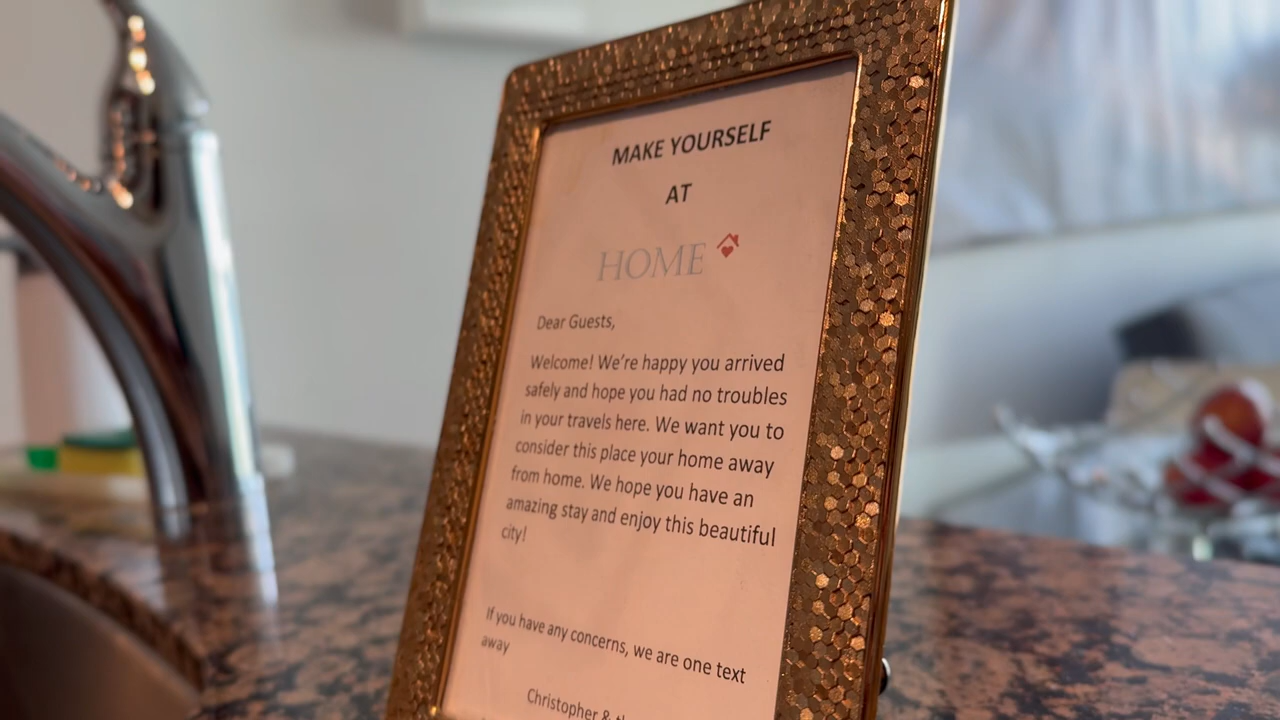 MAKE YOURSELF
AT
HOME
Dear Guests,
Welcome! We're happy you arrived
safely and hope you had no troubles
in your travels here. We want you to
consider this place your home away
from home. We hope you have an
amazing stay and enjoy this beautiful
city!
If you have any concerns, we are one text
away
Christopher &